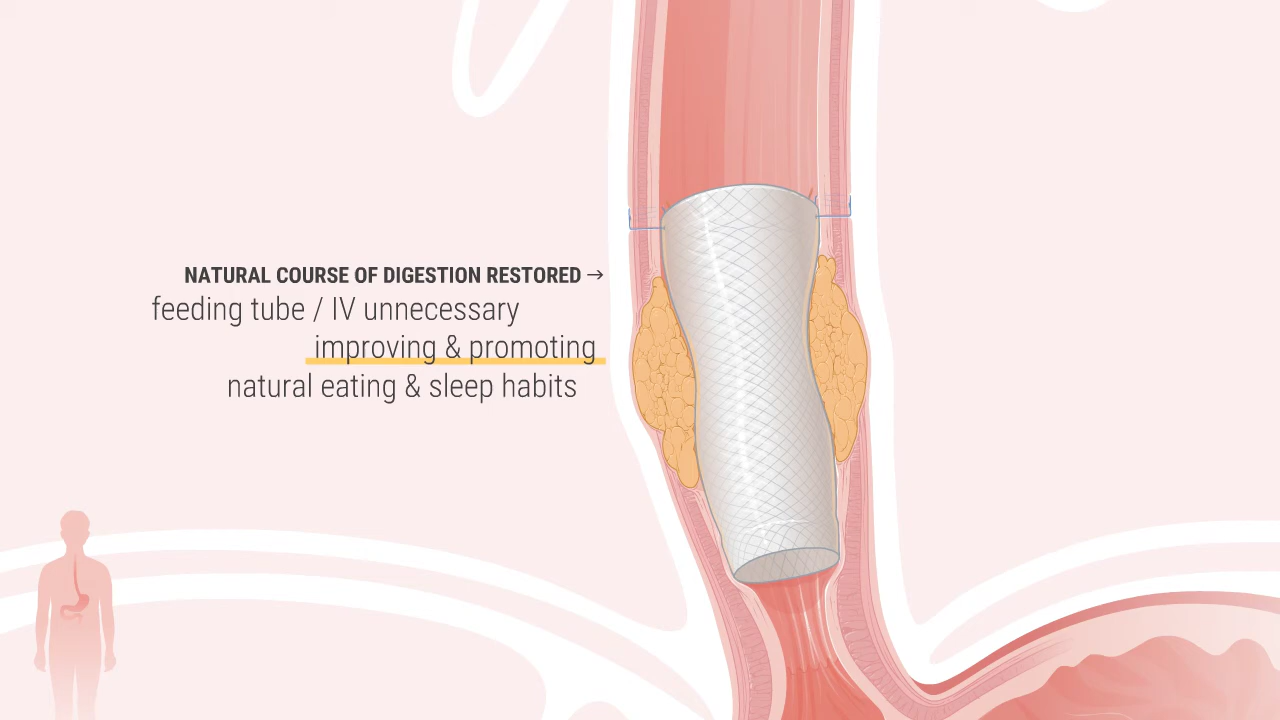 NATURAL COURSE OF DIGESTION RESTORED →
feeding tube / IV unnecessary
improving & promoting
natural eating & sleep habits